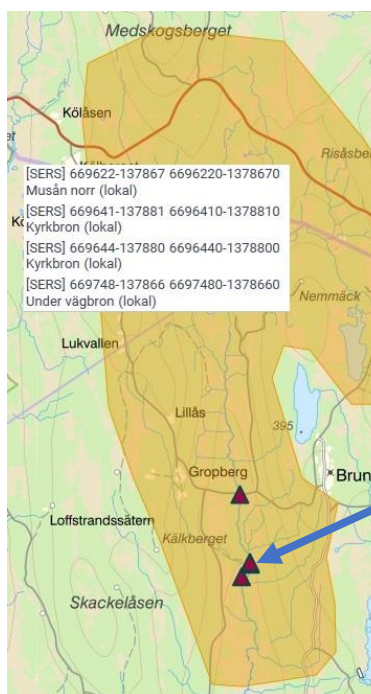 Medskogsberget
Kölåsen
Risåsbe
[SERS] 669622-137867 6696220-1378670
Musån norr (lokal)
[SERS] 669641-137881 6696410-1378810
Kyrkbron (lokal)
[SERS] 669644-137880 6696440-1378800
Kyrkbron (lokal)
[SERS] 669748-137866 6697480-1378660
Under vägbron (lokal)
Nemmäck
Lukvallen
Lillås
395
Gropberg
Brun
Loffstrandssätern
Kälkberget
Skackelåsen